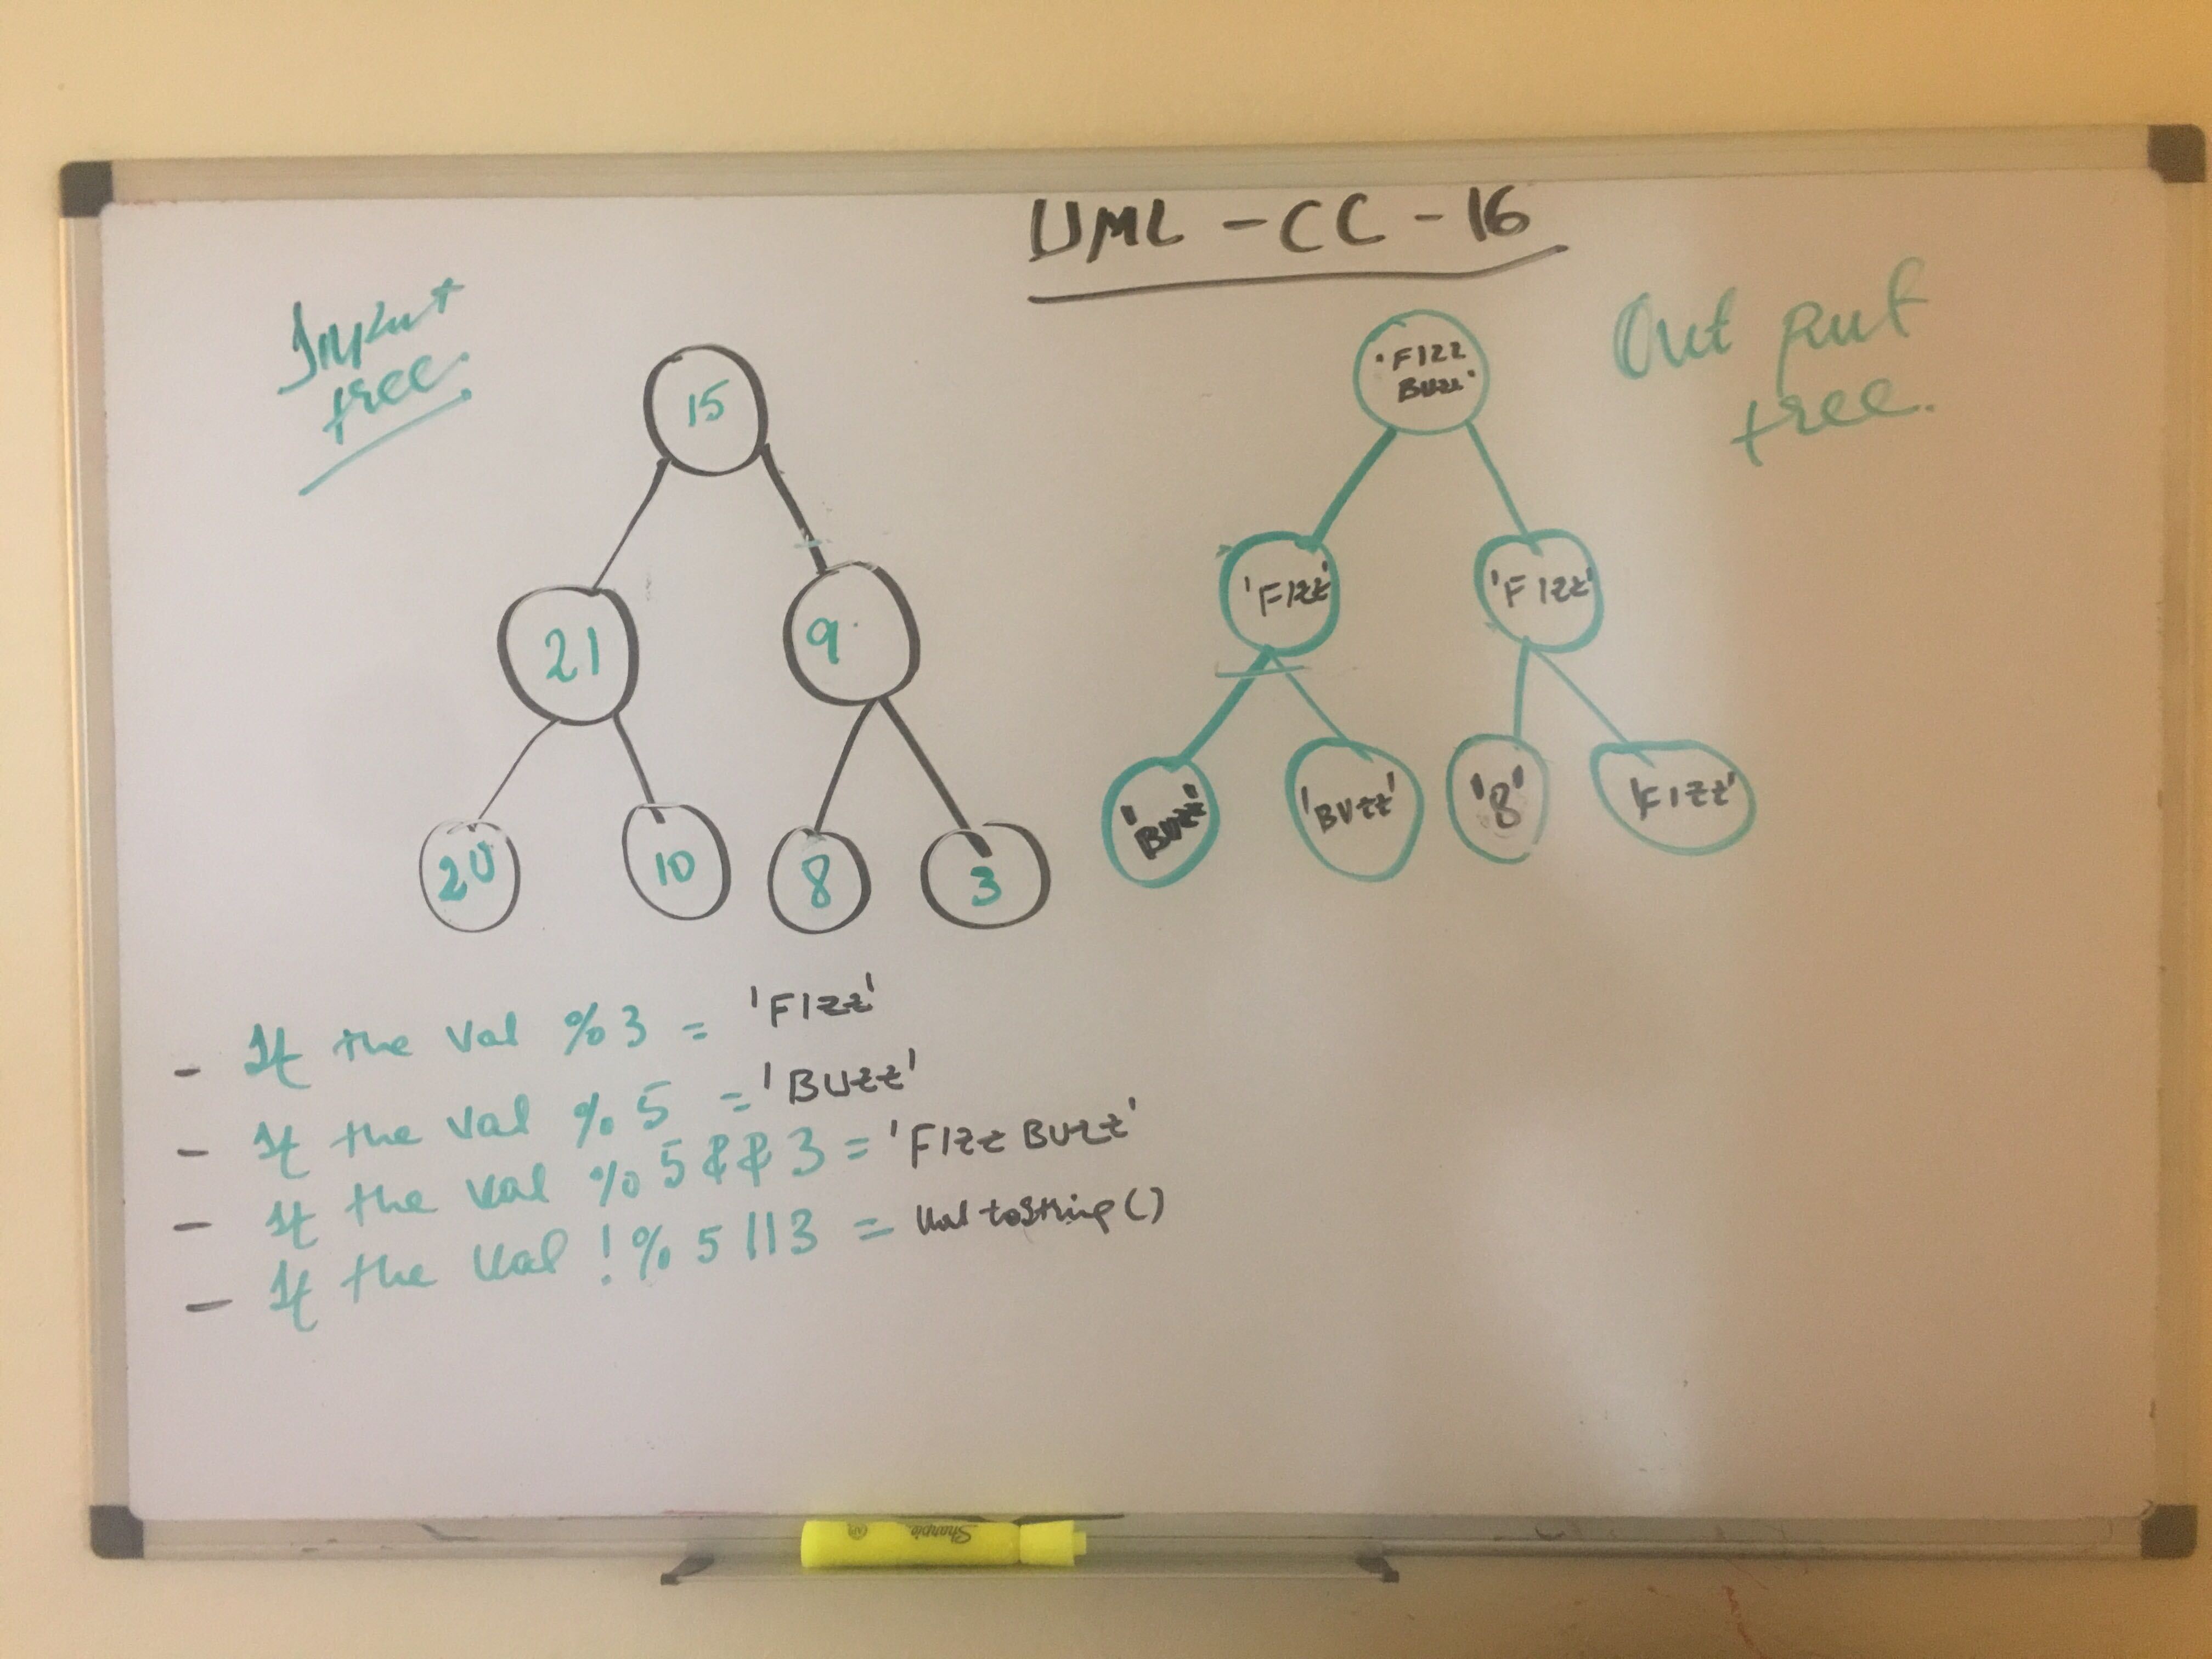 UML - CC - 16
Input
tree.
15
21
9
20
10
8
3
Out put
tree.
'FIZZ
BUZZ'
'FIZZ'
'FIZZ'
'BUZZ'
'BUZZ'
'8'
'FIZZ'
- If the val %3 = 'FIZZ'
- If the val %5 = 'BUZZ'
- If the val %5 && 3 = 'FIZZ BUZZ'
- If the val !%5 ||3 = val toString()
Sharpie